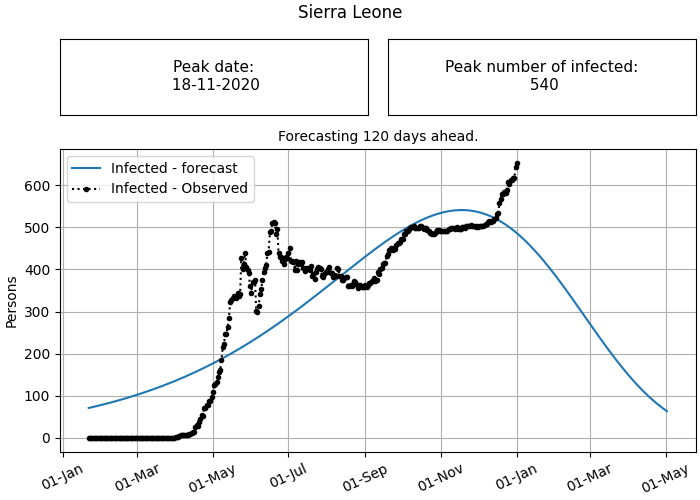 Sierra Leone
Peak date:
18-11-2020
Peak number of infected:
540
Forecasting 120 days ahead.
Infected - forecast
Infected - Observed
Persons
600
500
400
300
200
100
0
01-Jan
01-Mar
01-May
01-Jul
01-Sep
01-Nov
01-Jan
01-Mar
01-May